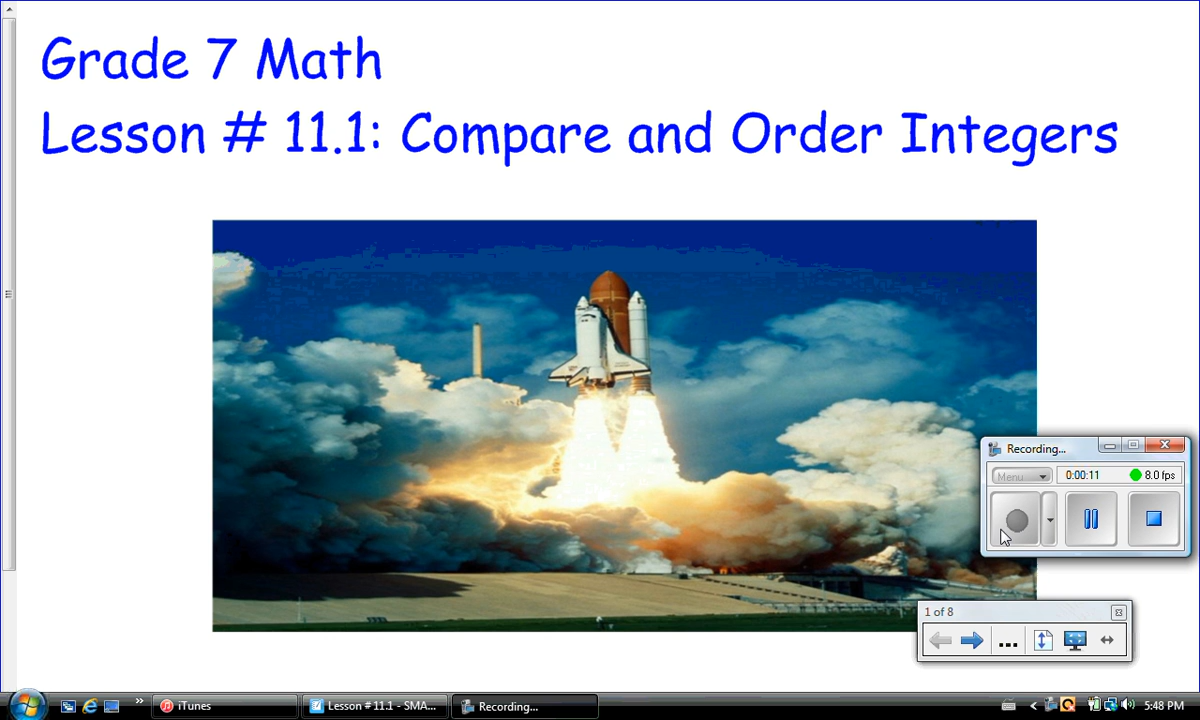 Grade 7 Math
Lesson # 11.1: Compare and Order Integers
Recording...
Menu
0:00:11
8.0 fps
1 of 8
...
»
iTunes
Lesson # 11.1 - SMA...
Recording...
5:48 PM